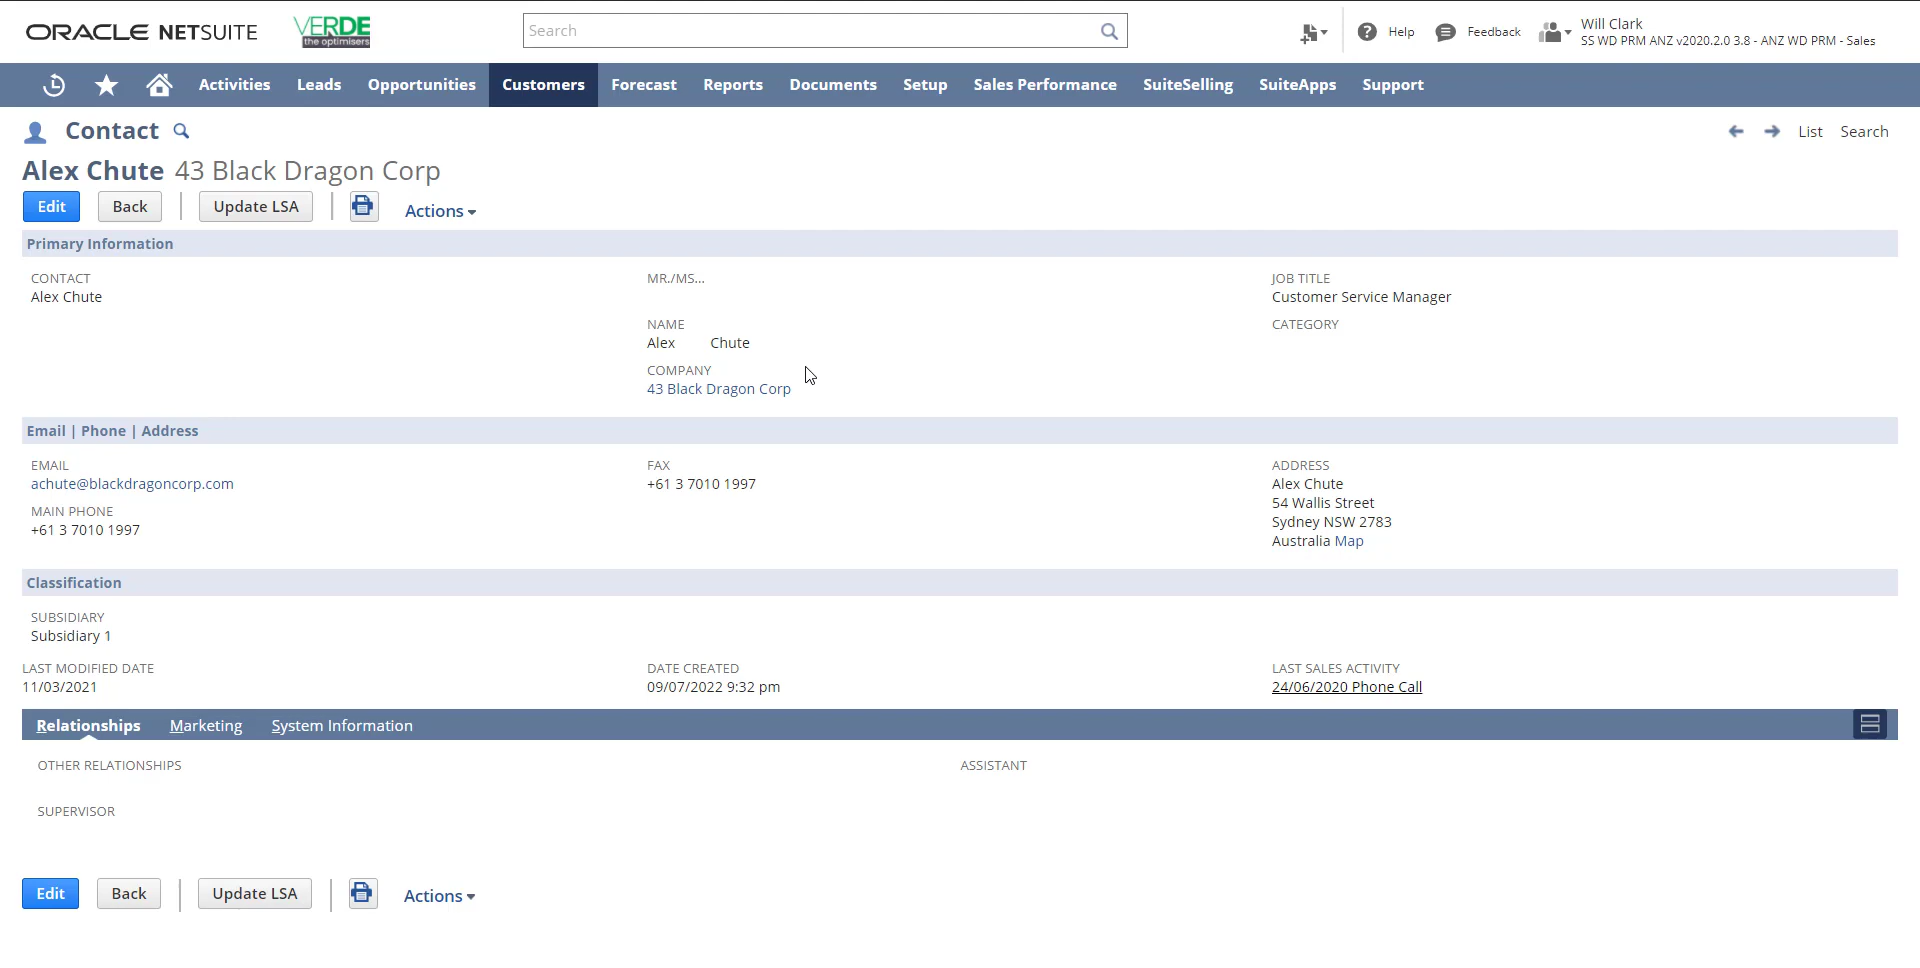 ORACLE NETSUITE
VERDE
the optimisers
Search
Help
Feedback
Will Clark
SS WD PRM ANZ v2020.2.0 3.8 - ANZ WD PRM - Sales
Activities Leads Opportunities Customers Forecast Reports Documents Setup Sales Performance SuiteSelling SuiteApps Support
Contact
List Search
Alex Chute 43 Black Dragon Corp
Edit Back Update LSA Actions
Primary Information
CONTACT
Alex Chute
MR./MS...
NAME
Alex Chute
COMPANY
43 Black Dragon Corp
JOB TITLE
Customer Service Manager
CATEGORY
Email | Phone | Address
EMAIL
achute@blackdragoncorp.com
MAIN PHONE
+61 3 7010 1997
FAX
+61 3 7010 1997
ADDRESS
Alex Chute
54 Wallis Street
Sydney NSW 2783
Australia Map
Classification
SUBSIDIARY
Subsidiary 1
LAST MODIFIED DATE
11/03/2021
DATE CREATED
09/07/2022 9:32 pm
LAST SALES ACTIVITY
24/06/2020 Phone Call
Relationships Marketing System Information
OTHER RELATIONSHIPS
ASSISTANT
SUPERVISOR
Edit Back Update LSA Actions